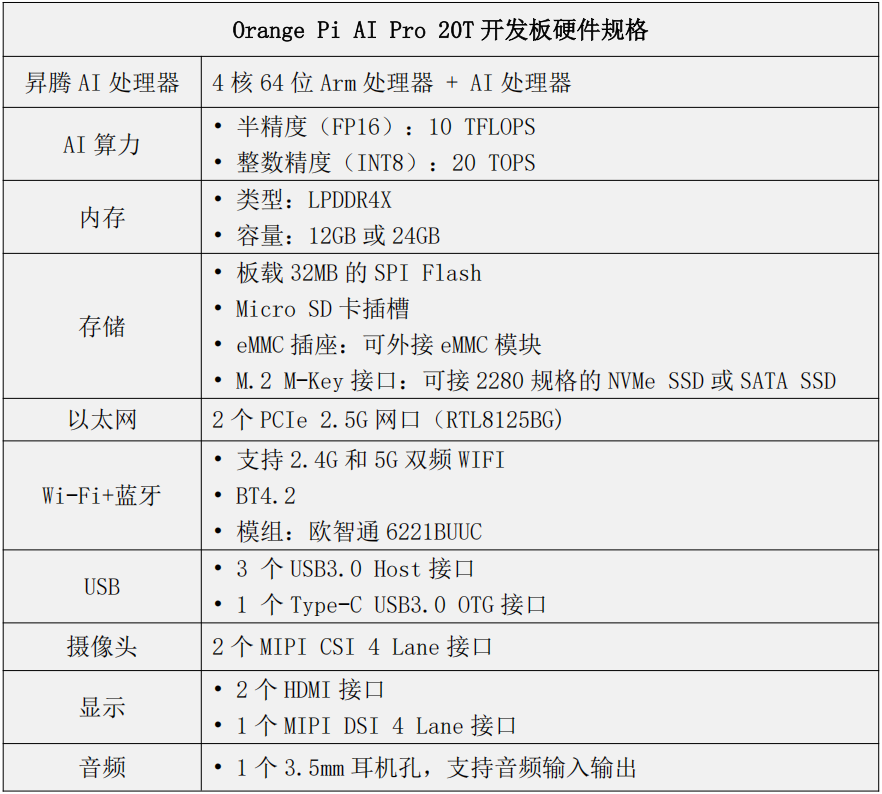 Orange Pi AI Pro 20T 开发板硬件规格
昇腾 AI 处理器
4 核 64 位 Arm 处理器 + AI 处理器
AI 算力
• 半精度（FP16）：10 TFLOPS
• 整数精度（INT8）：20 TOPS
内存
• 类型：LPDDR4X
• 容量：12GB 或 24GB
存储
• 板载 32MB 的 SPI Flash
• Micro SD 卡插槽
• eMMC 插座：可外接 eMMC 模块
• M.2 M-Key 接口：可接 2280 规格的 NVMe SSD 或 SATA SSD
以太网
2 个 PCIe 2.5G 网口（RTL8125BG)
Wi-Fi+蓝牙
• 支持 2.4G 和 5G 双频 WIFI
• BT4.2
• 模组：欧智通 6221BUUC
USB
• 3 个 USB3.0 Host 接口
• 1 个 Type-C USB3.0 OTG 接口
摄像头
2 个 MIPI CSI 4 Lane 接口
显示
• 2 个 HDMI 接口
• 1 个 MIPI DSI 4 Lane 接口
音频
• 1 个 3.5mm 耳机孔，支持音频输入输出